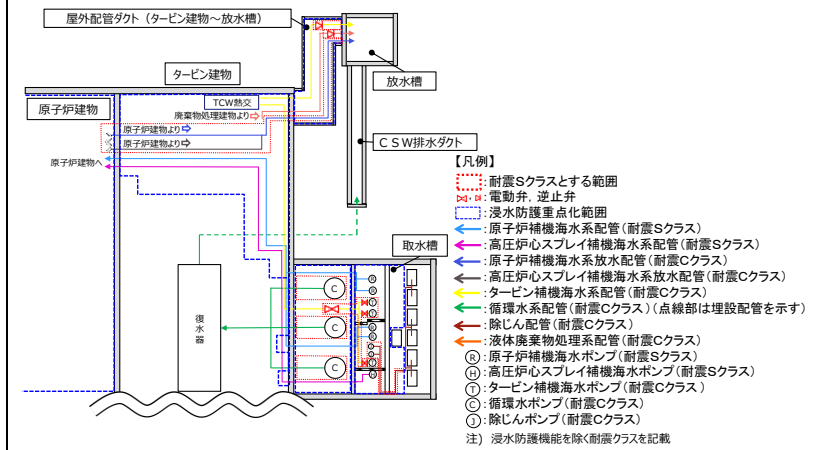 屋外配管ダクト（タービン建物～放水槽）
放水槽
タービン建物
原子炉建物
TCW熱交
廃棄物処理建物より⇨
原子炉建物より⇨
原子炉建物より⇨
原子炉建物へ
ＣＳＷ排水ダクト
取水槽
復水器
C
C
C
R
R
T
T
R
R
J
J
T
H
【凡例】
：耐震Sクラスとする範囲
：電動弁，逆止弁
：浸水防護重点化範囲
：原子炉補機海水系配管（耐震Sクラス）
：高圧炉心スプレイ補機海水系配管（耐震Sクラス）
：原子炉補機海水系放水配管（耐震Cクラス）
：高圧炉心スプレイ補機海水系放水配管（耐震Cクラス）
：タービン補機海水系配管（耐震Cクラス）
：循環水系配管（耐震Cクラス）（点線部は埋設配管を示す）
：除じん配管（耐震Cクラス）
：液体廃棄物処理系配管（耐震Cクラス）
Ⓡ：原子炉補機海水ポンプ（耐震Sクラス）
Ⓗ：高圧炉心スプレイ補機海水ポンプ（耐震Sクラス）
Ⓣ：タービン補機海水ポンプ（耐震Cクラス）
Ⓒ：循環水ポンプ（耐震Cクラス）
Ⓙ：除じんポンプ（耐震Cクラス）
注） 浸水防護機能を除く耐震クラスを記載